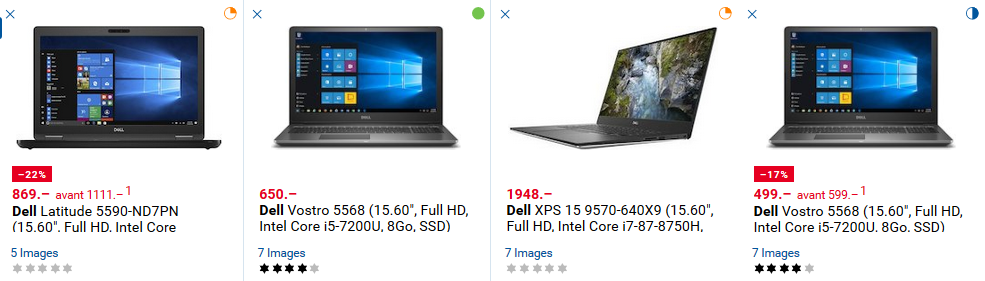 −22%
869.– avant 1111.– 1
Dell Latitude 5590-ND7PN
(15.60", Full HD, Intel Core
5 Images
650.–
Dell Vostro 5568 (15.60", Full HD,
Intel Core i5-7200U, 8Go, SSD)
7 Images
1948.–
Dell XPS 15 9570-640X9 (15.60",
Full HD, Intel Core i7-87-8750H,
7 Images
−17%
499.– avant 599.– 1
Dell Vostro 5568 (15.60", Full HD,
Intel Core i5-7200U, 8Go, SSD)
7 Images